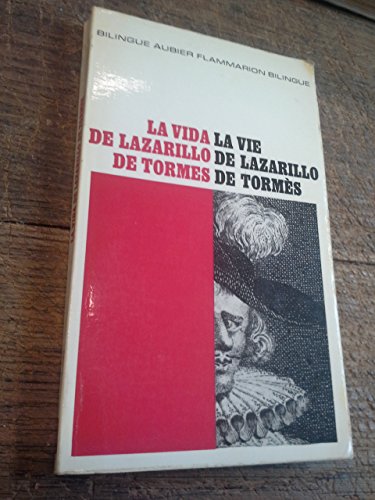 BILINGUE AUBIER FLAMMARION BILINGUE
LA VIDA LA VIE
DE LAZARILLO DE LAZARILLO
DE TORMES DE TORMÈS